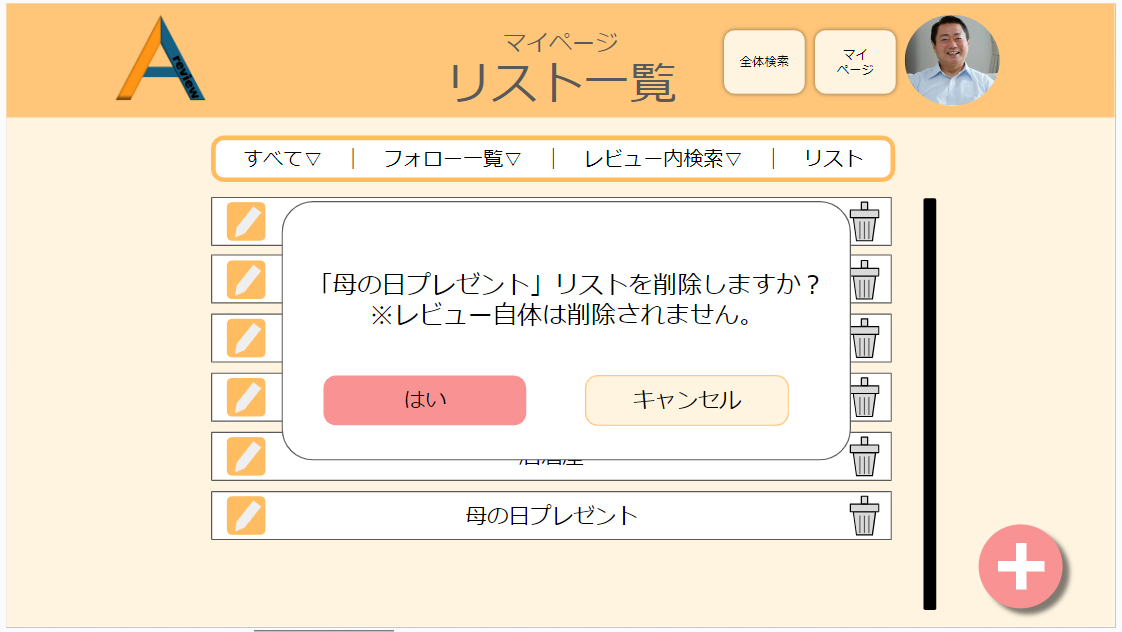 review
マイページ
リスト一覧
全体検索
マイ
ページ
すべて▽ | フォロー一覧▽ | レビュー内検索▽ | リスト
「母の日プレゼント」リストを削除しますか？
※レビュー自体は削除されません。
はい
キャンセル
母の日プレゼント